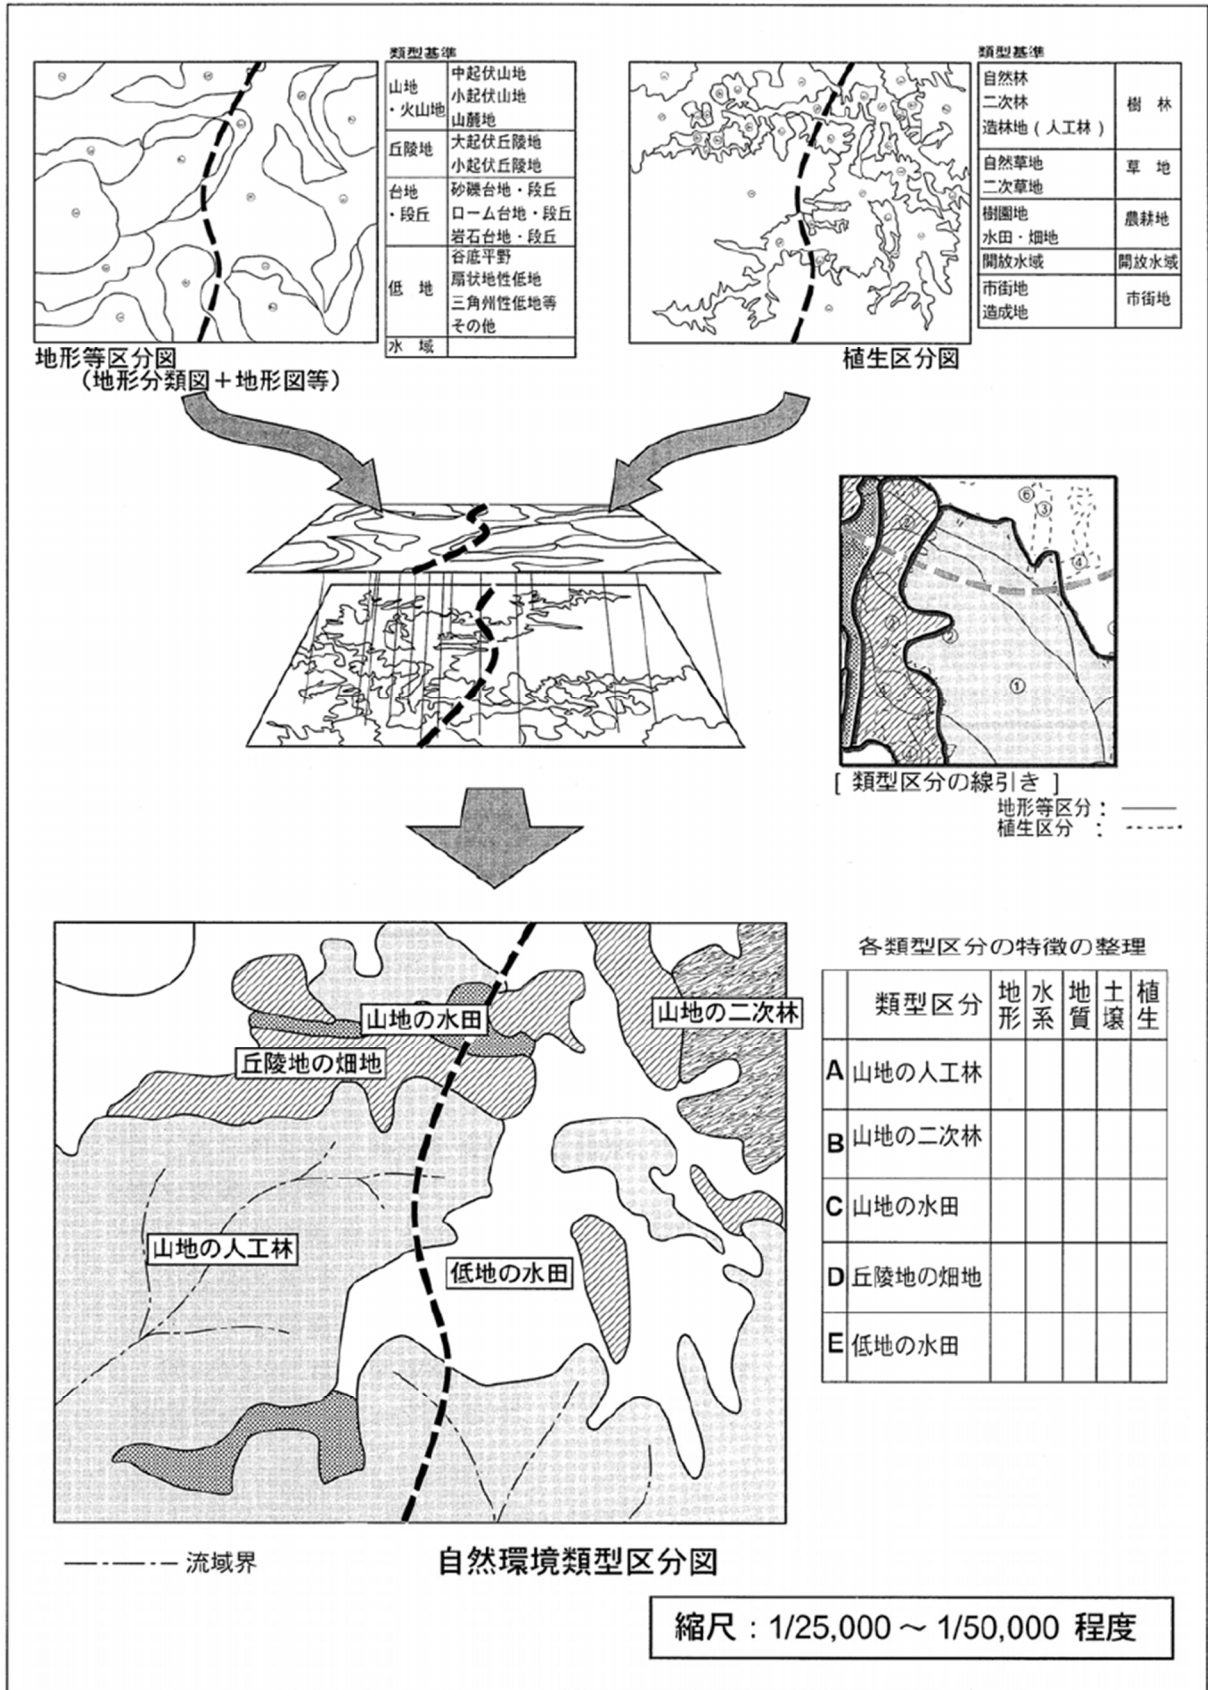 類型基準
山地
・火山地
中起伏山地
小起伏山地
山麓地
丘陵地
大起伏丘陵地
小起伏丘陵地
台地
・段丘
砂礫台地・段丘
ローム台地・段丘
岩石台地・段丘
低 地
谷底平野
扇状地性低地
三角州性低地等
その他
水 域
地形等区分図
（地形分類図＋地形図等）
類型基準
自然林
二次林
造林地（人工林）
樹 林
自然草地
二次草地
草 地
樹園地
水田・畑地
農耕地
開放水域
開放水域
市街地
造成地
市街地
植生区分図
⑥
③
④
②
①
[ 類型区分の線引き ]
地形等区分：
植生区分 ：
山地の水田
丘陵地の畑地
山地の二次林
山地の人工林
低地の水田
流域界
自然環境類型区分図
各類型区分の特徴の整理
類型区分 地形 水系 地質 土壌 植生
A 山地の人工林
B 山地の二次林
C 山地の水田
D 丘陵地の畑地
E 低地の水田
縮尺：1/25,000～1/50,000 程度